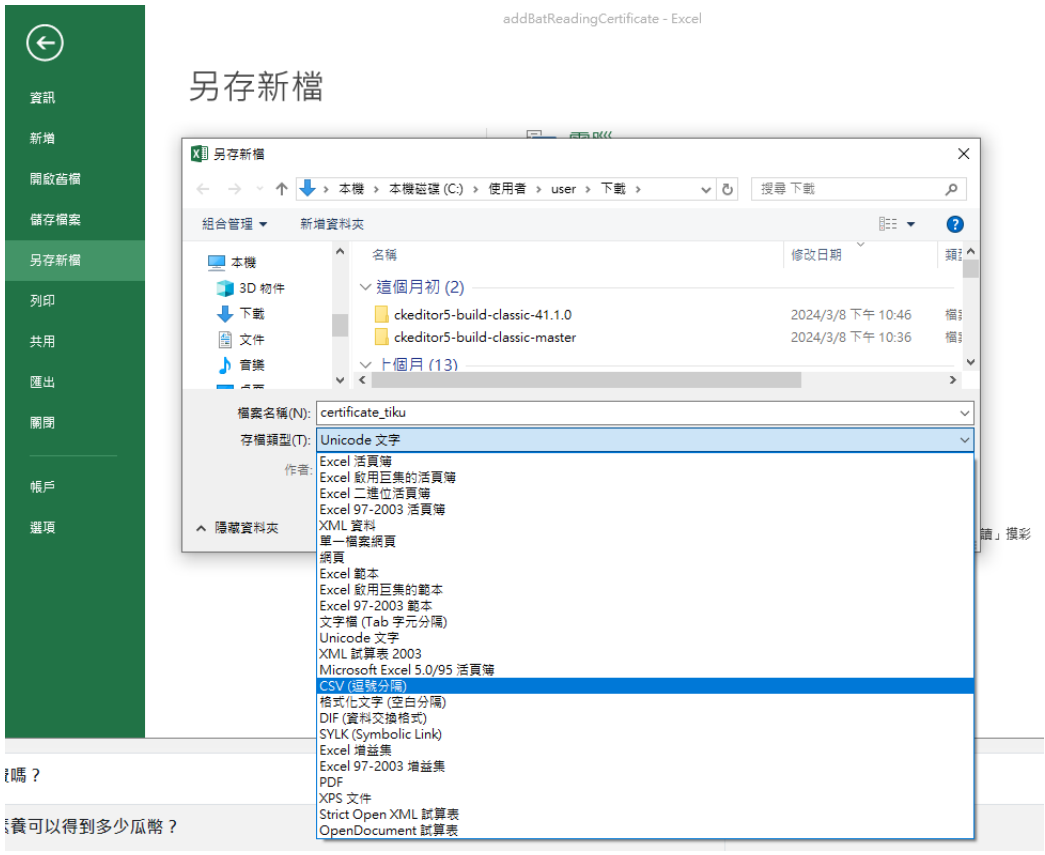 addBatReadingCertificate - Excel
資訊
新增
開啟舊檔
儲存檔案
另存新檔
列印
共用
匯出
關閉
帳戶
選項
另存新檔
另存新檔
本機 > 本機磁碟 (C:) > 使用者 > user > 下載 >
搜尋 下載
組合管理
新增資料夾
本機
3D 物件
下載
文件
音樂
名稱
修改日期
這個月初 (2)
ckeditor5-build-classic-41.1.0 2024/3/8 下午 10:46
ckeditor5-build-classic-master 2024/3/8 下午 10:36
上個月 (13)
檔案名稱(N): certificate_tiku
存檔類型(T): Unicode 文字
作者:
隱藏資料夾
Excel 活頁簿
Excel 啟用巨集的活頁簿
Excel 二進位活頁簿
Excel 97-2003 活頁簿
XML 資料
單一檔案網頁
網頁
Excel 範本
Excel 啟用巨集的範本
Excel 97-2003 範本
文字檔 (Tab 字元分隔)
Unicode 文字
XML 試算表 2003
Microsoft Excel 5.0/95 活頁簿
CSV (逗號分隔)
格式化文字 (空白分隔)
DIF (資料交換格式)
SYLK (Symbolic Link)
Excel 增益集
Excel 97-2003 增益集
PDF
XPS 文件
Strict Open XML 試算表
OpenDocument 試算表
讀」摸彩
嗎？
養可以得到多少瓜幣？